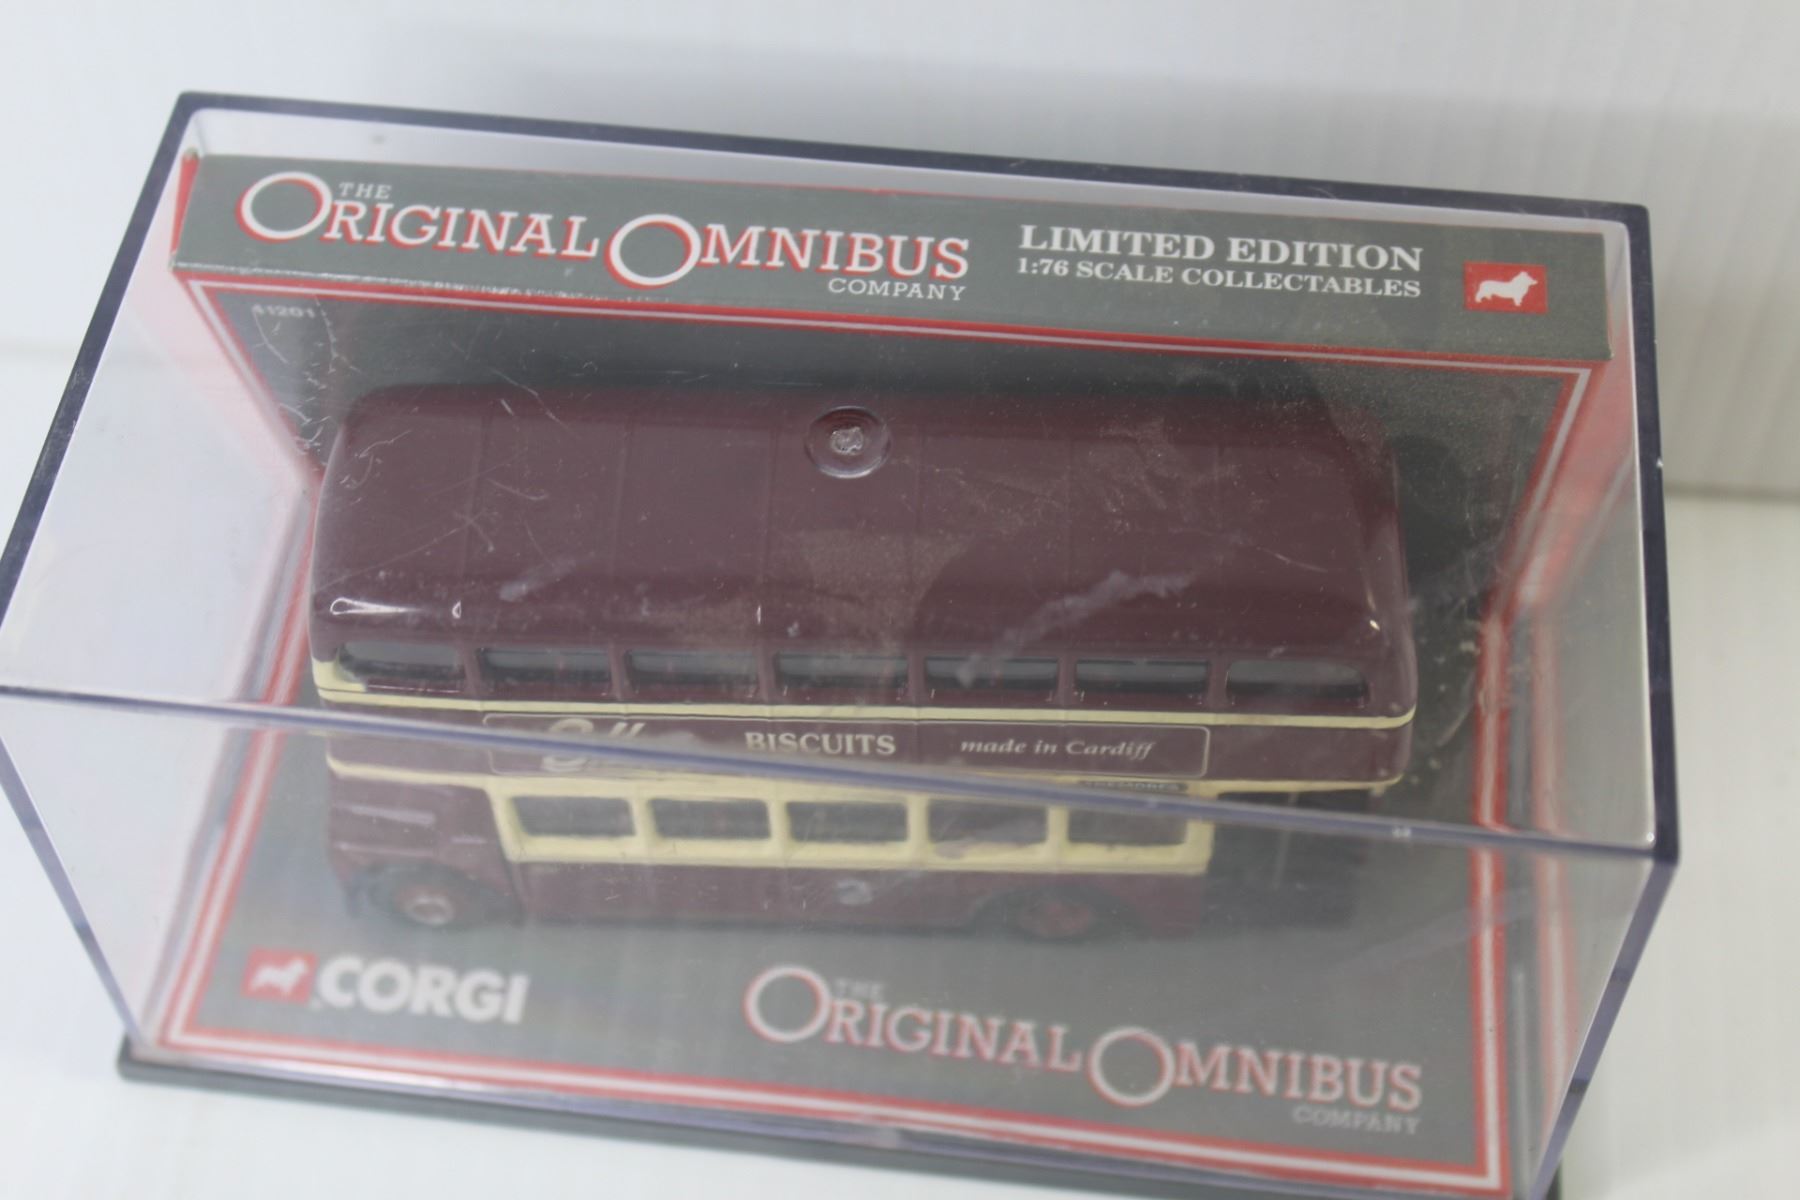 THE
ORIGINAL OMNIBUS
COMPANY
LIMITED EDITION
1:76 SCALE COLLECTABLES
41201
BISCUITS made in Cardiff
CORGI
THE
ORIGINAL OMNIBUS
COMPANY